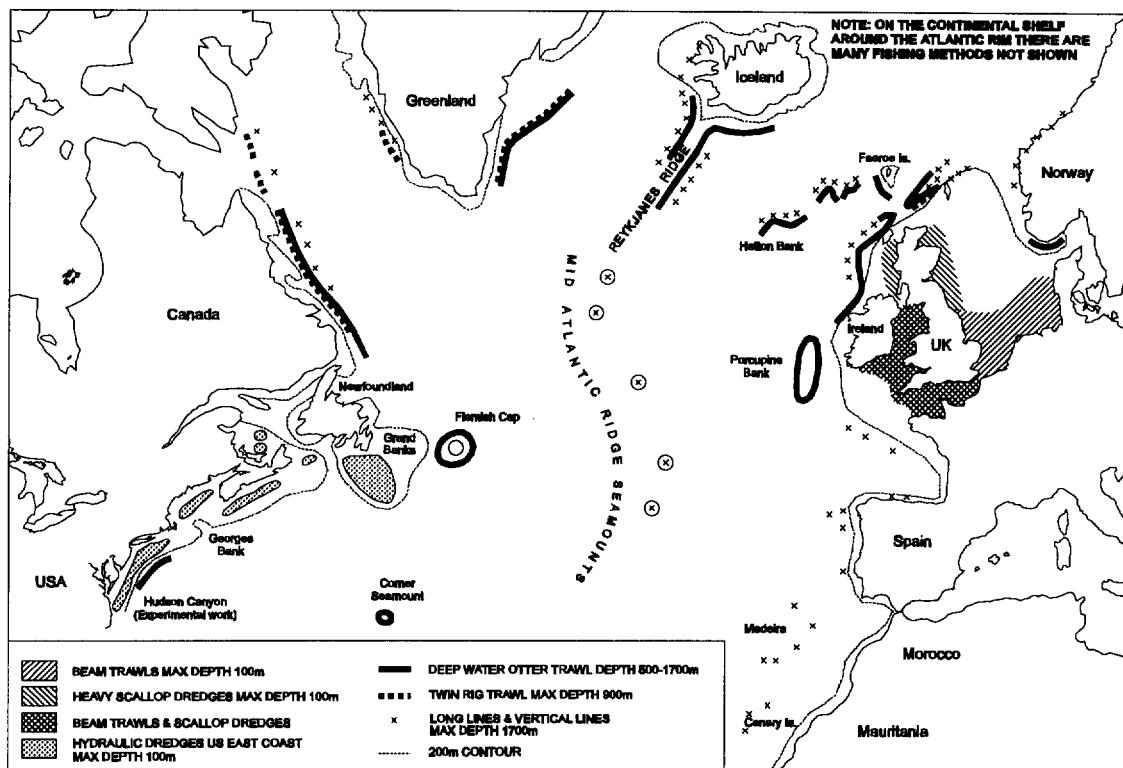 NOTE: ON THE CONTINENTAL SHELF
AROUND THE ATLANTIC RIM THERE ARE
MANY FISHING METHODS NOT SHOWN
Iceland
Greenland
REYKJANES RIDGE
Faeroe Is.
Norway
Hatton Bank
MID ATLANTIC RIDGE SEAMOUNTS
Canada
Ireland
UK
Porcupine
Bank
Newfoundland
Flemish Cap
Grand
Banks
Georges
Bank
Spain
USA
Hudson Canyon
(Experimental work)
Corner
Seamount
Madeira
Morocco
Canary Is.
Mauritania
BEAM TRAWLS MAX DEPTH 100m
HEAVY SCALLOP DREDGES MAX DEPTH 100m
BEAM TRAWLS & SCALLOP DREDGES
HYDRAULIC DREDGES US EAST COAST
MAX DEPTH 100m
DEEP WATER OTTER TRAWL DEPTH 500-1700m
TWIN RIG TRAWL MAX DEPTH 900m
LONG LINES & VERTICAL LINES
MAX DEPTH 1700m
200m CONTOUR